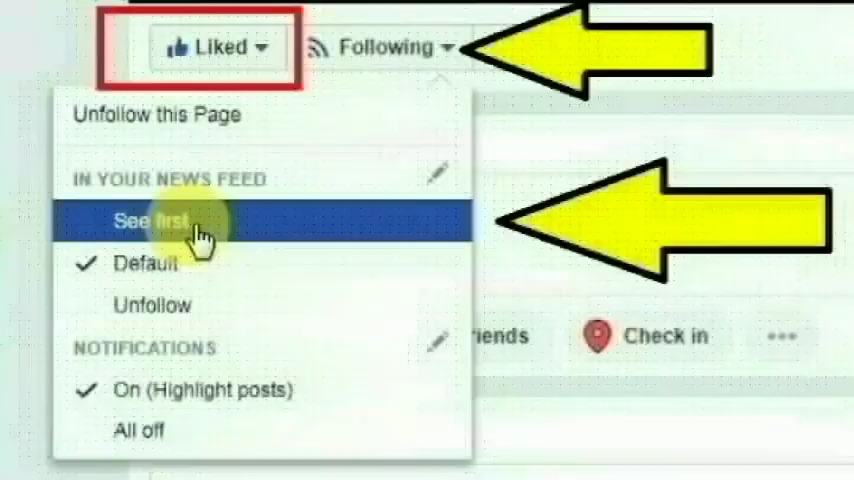 Liked
Following
Unfollow this Page
IN YOUR NEWS FEED
See first
Default
Unfollow
riends
Check in
NOTIFICATIONS
On (Highlight posts)
All off